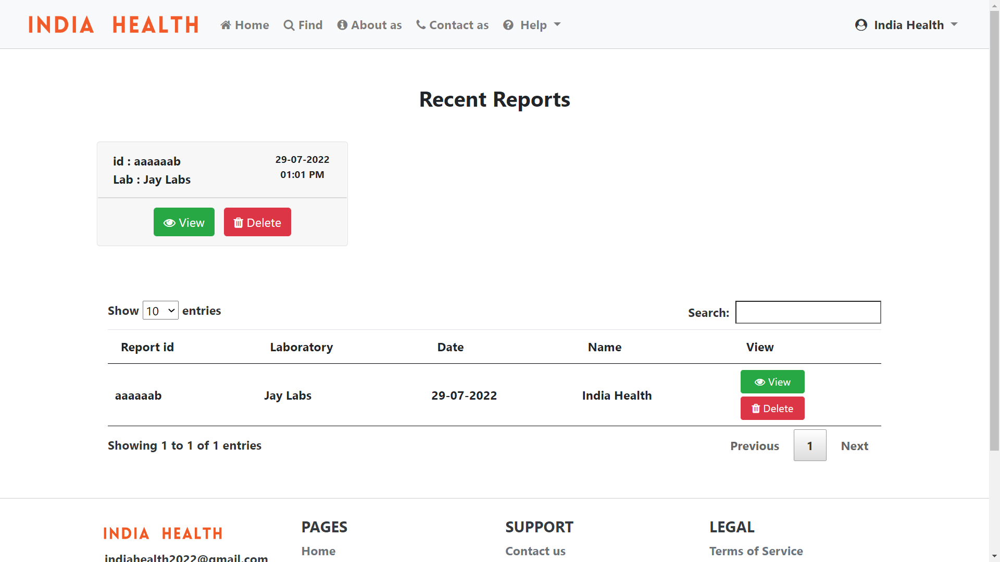 INDIA HEALTH Home Find About as Contact as Help India Health
Recent Reports
id : aaaaaab 29-07-2022
Lab : Jay Labs 01:01 PM
View Delete
Show 10 entries Search:
Report id Laboratory Date Name View
aaaaaab Jay Labs 29-07-2022 India Health View
Delete
Showing 1 to 1 of 1 entries Previous 1 Next
INDIA HEALTH PAGES SUPPORT LEGAL
Home Contact us Terms of Service
indiahealth2022@gmail.com